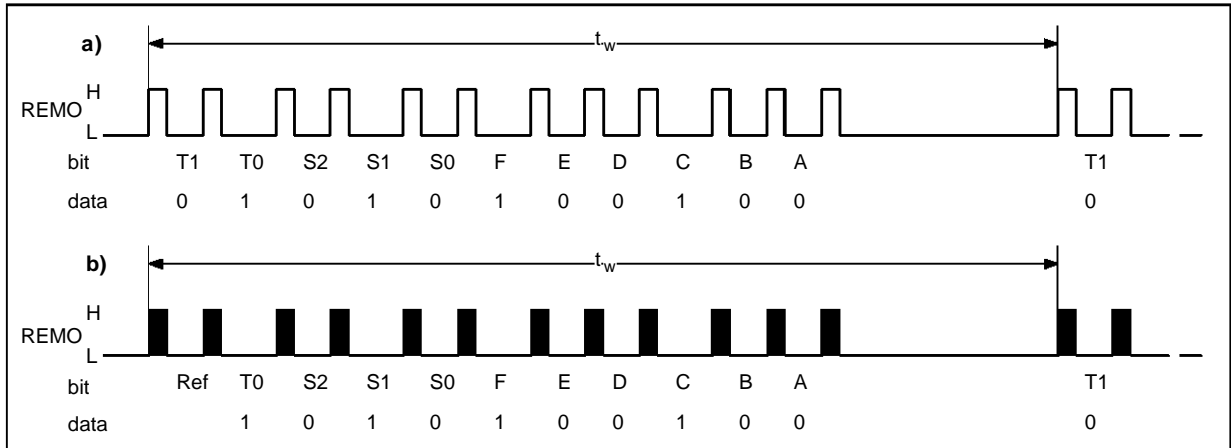 a) t.w
H
REMO
L
bit T1 T0 S2 S1 S0 F E D C B A T1
data 0 1 0 1 0 1 0 0 1 0 0 0
b) t.w
H
REMO
L
bit Ref T0 S2 S1 S0 F E D C B A T1
data 1 0 1 0 1 0 0 1 0 0 0